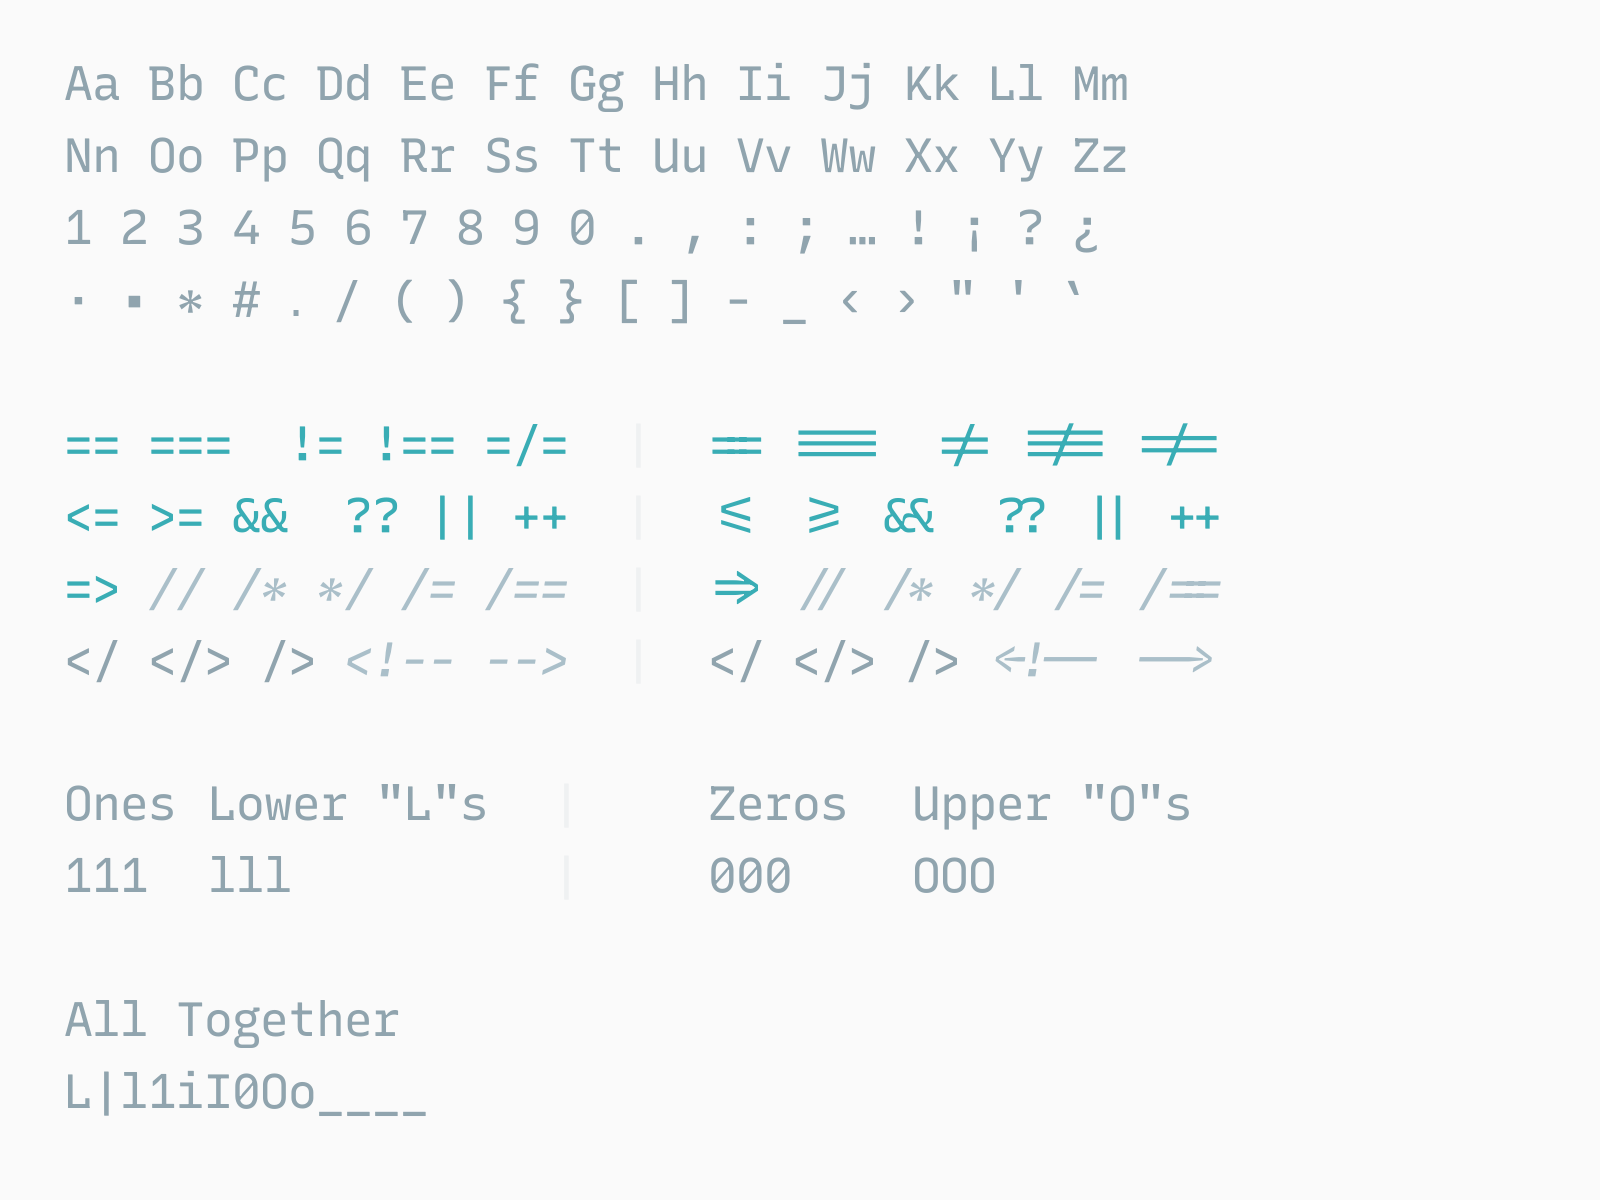 Aa Bb Cc Dd Ee Ff Gg Hh Ii Jj Kk Ll Mm
Nn Oo Pp Qq Rr Ss Tt Uu Vv Ww Xx Yy Zz
1 2 3 4 5 6 7 8 9 0 . , : ; … ! ¡ ? ¿
· ▪ * # . / ( ) { } [ ] - _ ‹ › " ' `
== === != !== =/= | == === != !== =/=
<= >= && ?? || ++ | <= >= && ?? || ++
=> // /* */ /= /== | => // /* */ /= /==
</ </> /> <!-- --> | </ </> /> <!-- -->
Ones Lower "L"s | Zeros Upper "O"s
111 lll | 000 OOO
All Together
L|l1iI0Oo____